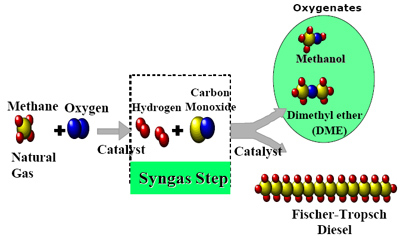 Oxygenates
Methanol
Dimethyl ether
(DME)
Methane
Oxygen
Natural
Gas
Catalyst
Hydrogen
Carbon
Monoxide
Syngas Step
Catalyst
Fischer-Tropsch
Diesel